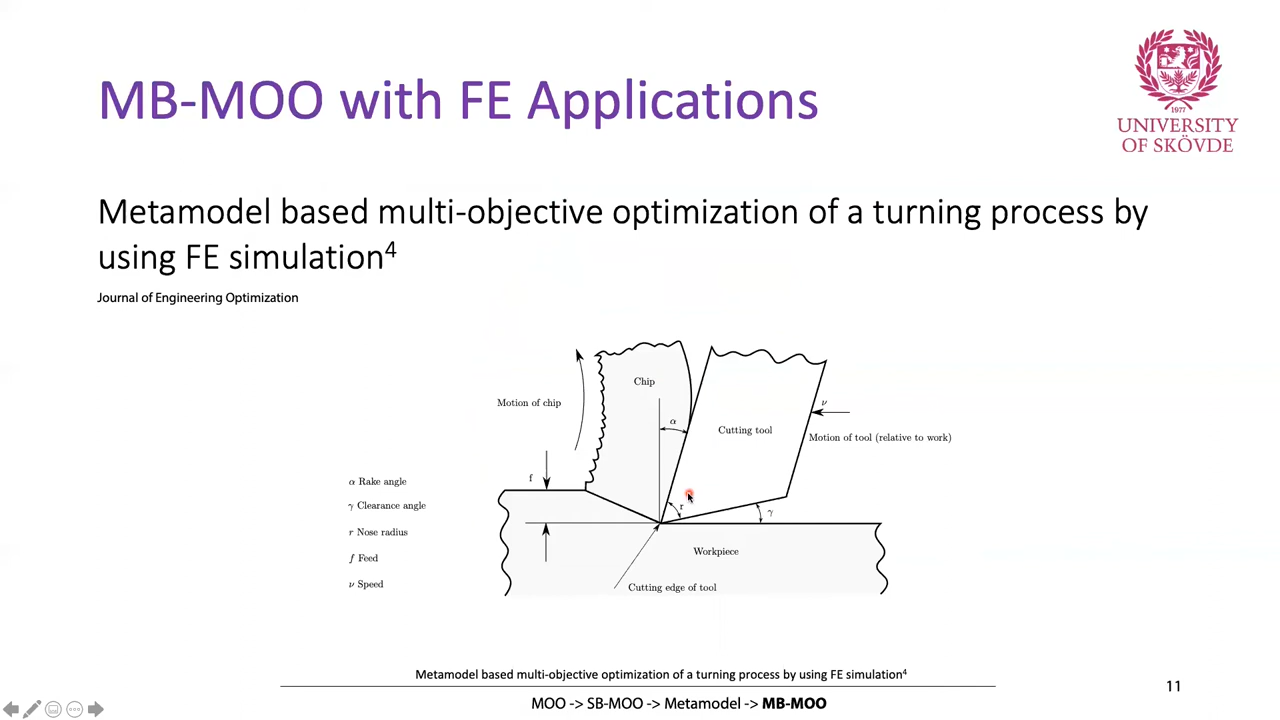 MB-MOO with FE Applications
1977
UNIVERSITY
OF SKÖVDE
Metamodel based multi-objective optimization of a turning process by
using FE simulation⁴
Journal of Engineering Optimization
Chip
Motion of chip
α
Cutting tool
ν
Motion of tool (relative to work)
f
r
γ
α Rake angle
γ Clearance angle
r Nose radius
f Feed
ν Speed
Workpiece
Cutting edge of tool
Metamodel based multi-objective optimization of a turning process by using FE simulation⁴
MOO -> SB-MOO -> Metamodel -> MB-MOO
11